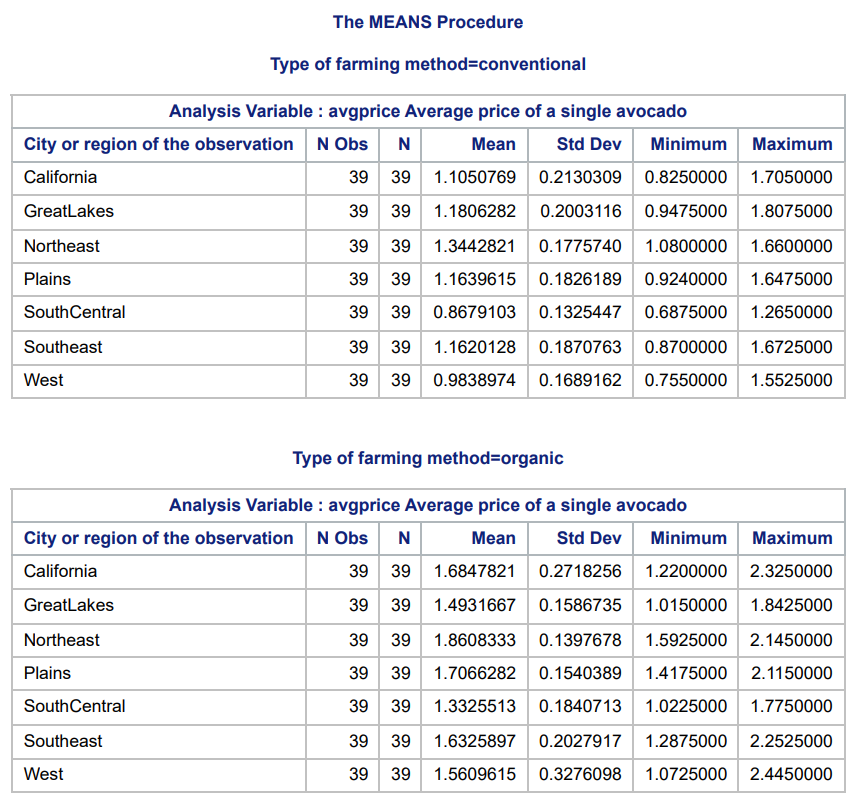 The MEANS Procedure
Type of farming method=conventional
Analysis Variable : avgprice Average price of a single avocado
City or region of the observation N Obs N Mean Std Dev Minimum Maximum
California 39 39 1.1050769 0.2130309 0.8250000 1.7050000
GreatLakes 39 39 1.1806282 0.2003116 0.9475000 1.8075000
Northeast 39 39 1.3442821 0.1775740 1.0800000 1.6600000
Plains 39 39 1.1639615 0.1826189 0.9240000 1.6475000
SouthCentral 39 39 0.8679103 0.1325447 0.6875000 1.2650000
Southeast 39 39 1.1620128 0.1870763 0.8700000 1.6725000
West 39 39 0.9838974 0.1689162 0.7550000 1.5525000
Type of farming method=organic
Analysis Variable : avgprice Average price of a single avocado
City or region of the observation N Obs N Mean Std Dev Minimum Maximum
California 39 39 1.6847821 0.2718256 1.2200000 2.3250000
GreatLakes 39 39 1.4931667 0.1586735 1.0150000 1.8425000
Northeast 39 39 1.8608333 0.1397678 1.5925000 2.1450000
Plains 39 39 1.7066282 0.1540389 1.4175000 2.1150000
SouthCentral 39 39 1.3325513 0.1840713 1.0225000 1.7750000
Southeast 39 39 1.6325897 0.2027917 1.2875000 2.2525000
West 39 39 1.5609615 0.3276098 1.0725000 2.4450000